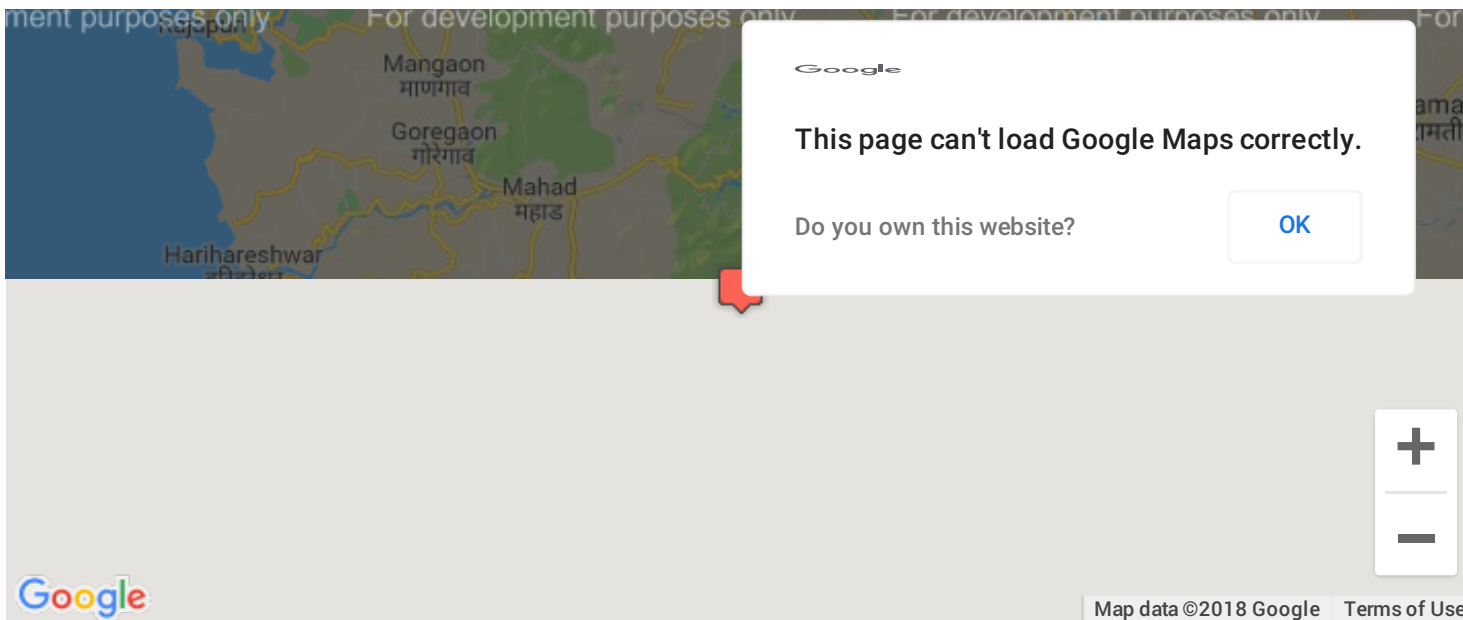 ment purposes only
For development purposes only
For development purposes only
For
Mangaon
माणगाव
Goregaon
गोरेगाव
Mahad
महाड
Harihareshwar
Google
This page can't load Google Maps correctly.
Do you own this website?
OK
Google
Map data ©2018 Google
Terms of Use